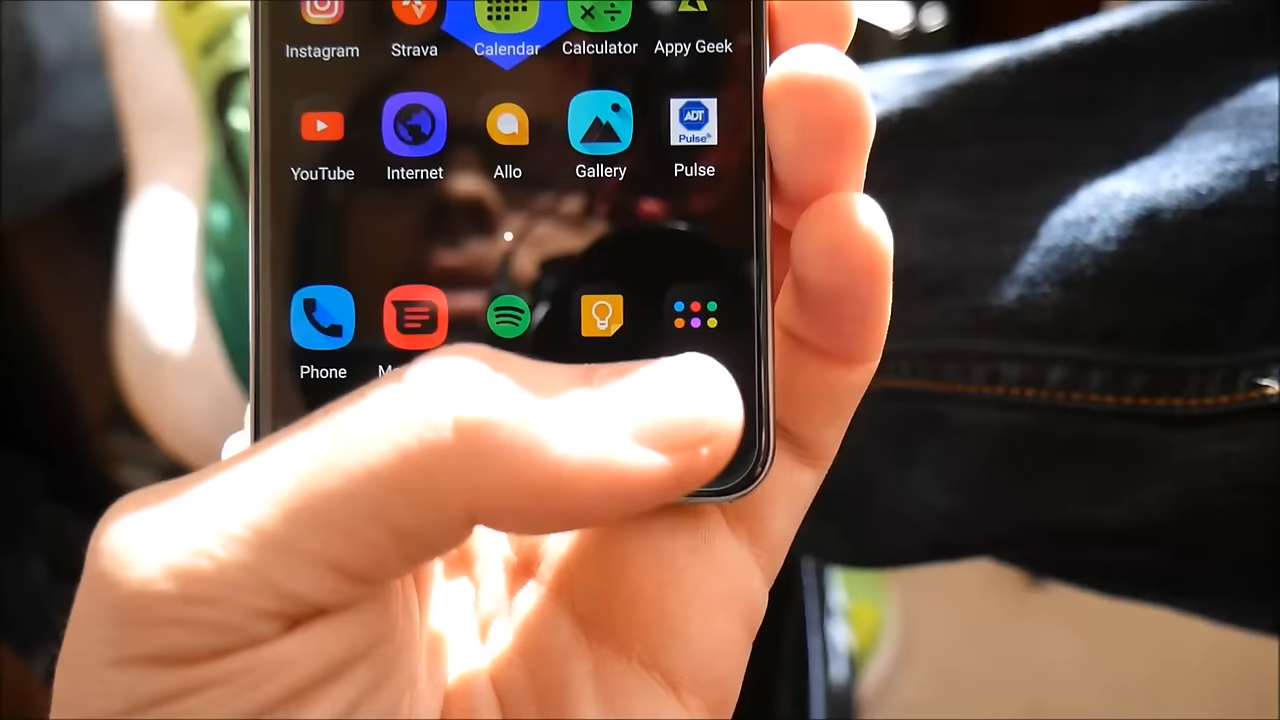 Instagram Strava Calendar Calculator Appy Geek
ADT
Pulse®
YouTube Internet Allo Gallery Pulse
Phone